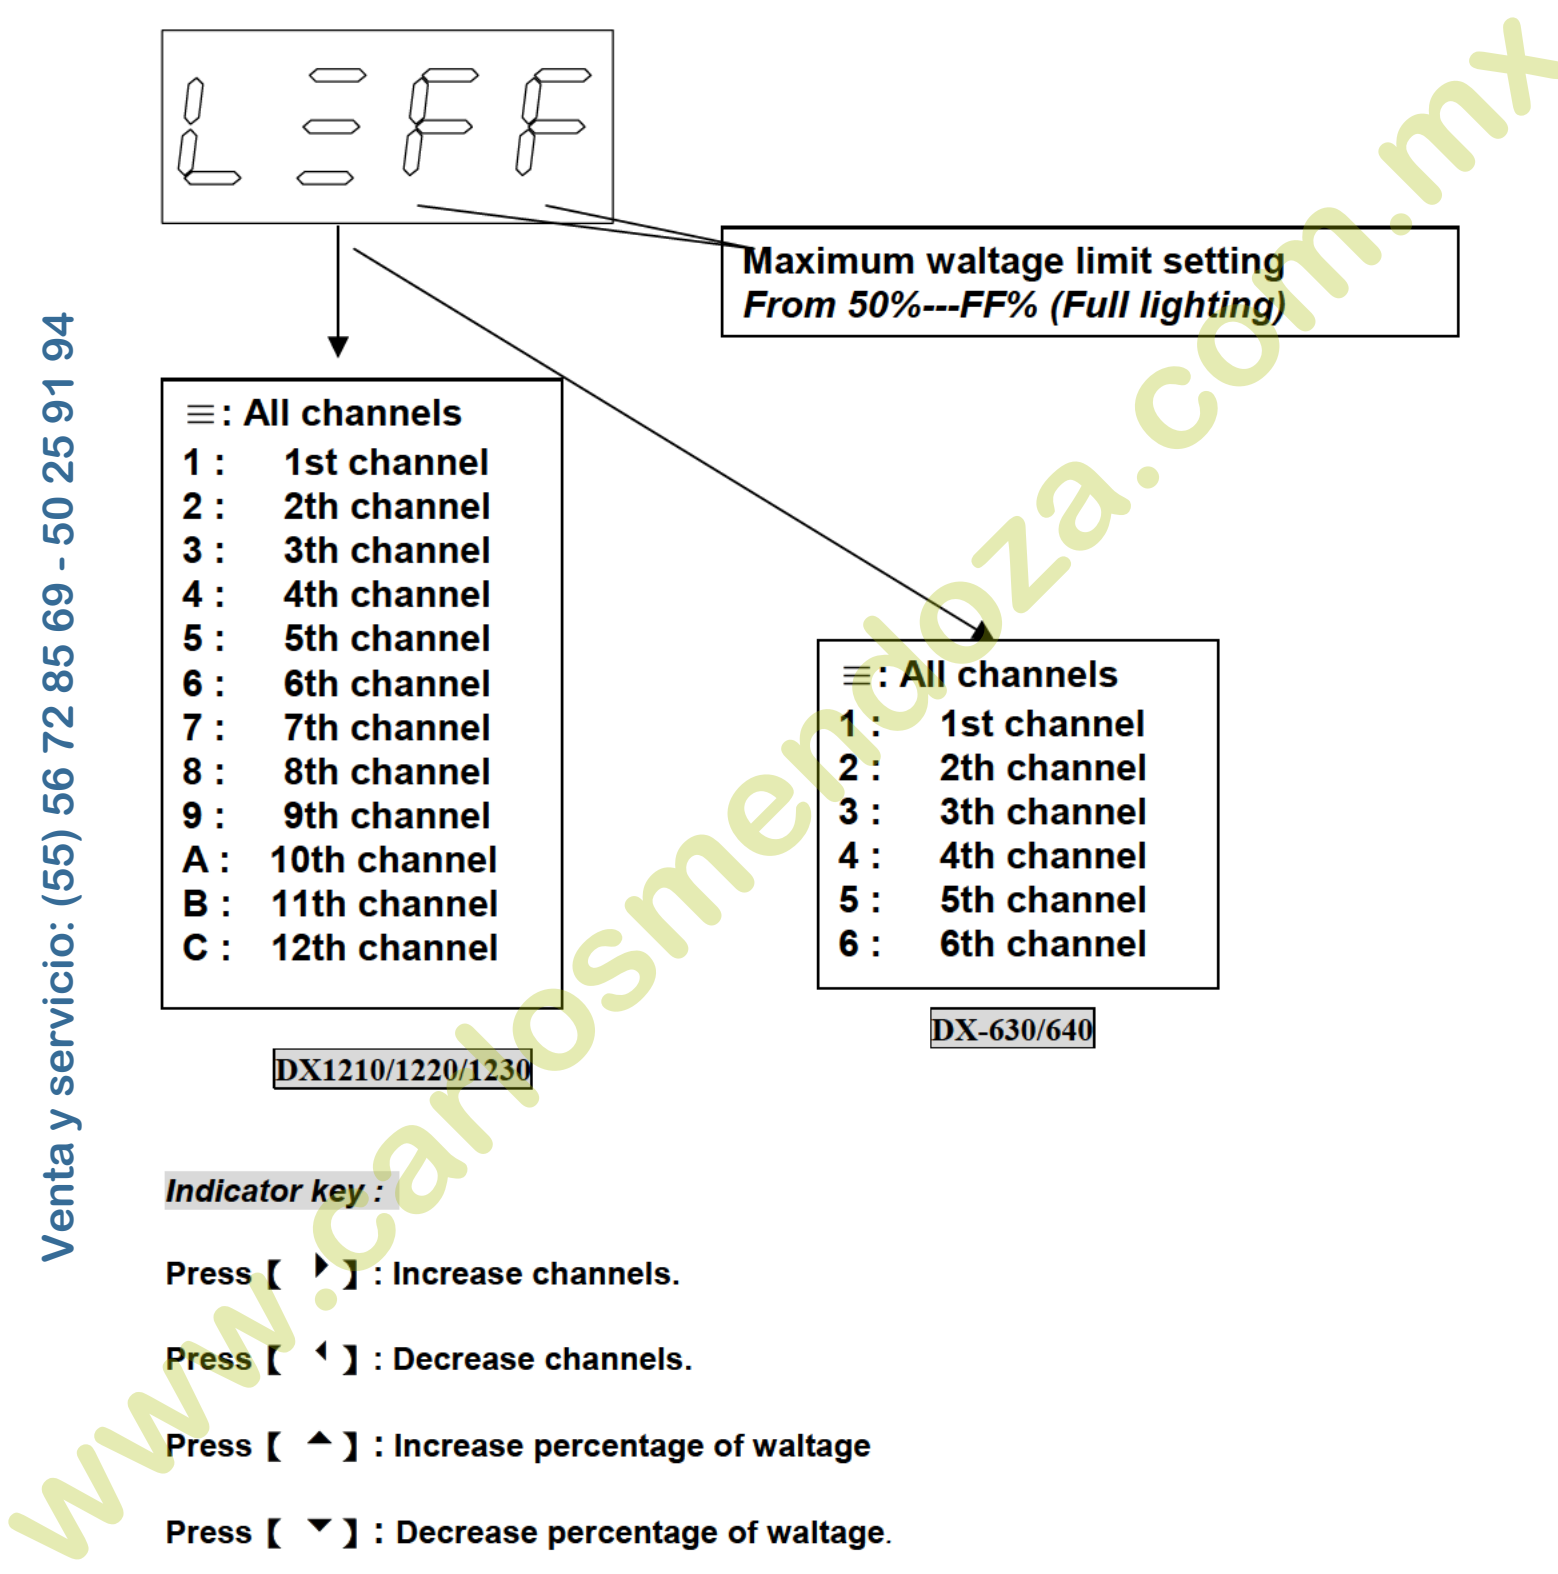 L ≡ F F
Maximum waltage limit setting
From 50%---FF% (Full lighting)
≡ : All channels
1 : 1st channel
2 : 2th channel
3 : 3th channel
4 : 4th channel
5 : 5th channel
6 : 6th channel
7 : 7th channel
8 : 8th channel
9 : 9th channel
A : 10th channel
B : 11th channel
C : 12th channel
DX1210/1220/1230
≡ : All channels
1 : 1st channel
2 : 2th channel
3 : 3th channel
4 : 4th channel
5 : 5th channel
6 : 6th channel
DX-630/640
Indicator key :
Press【 ▶ 】: Increase channels.
Press【 ◀ 】: Decrease channels.
Press【 ▲ 】: Increase percentage of waltage
Press【 ▼ 】: Decrease percentage of waltage.
Venta y servicio: (55) 56 72 85 69 - 50 25 91 94
www.carlosmendoza.com.mx